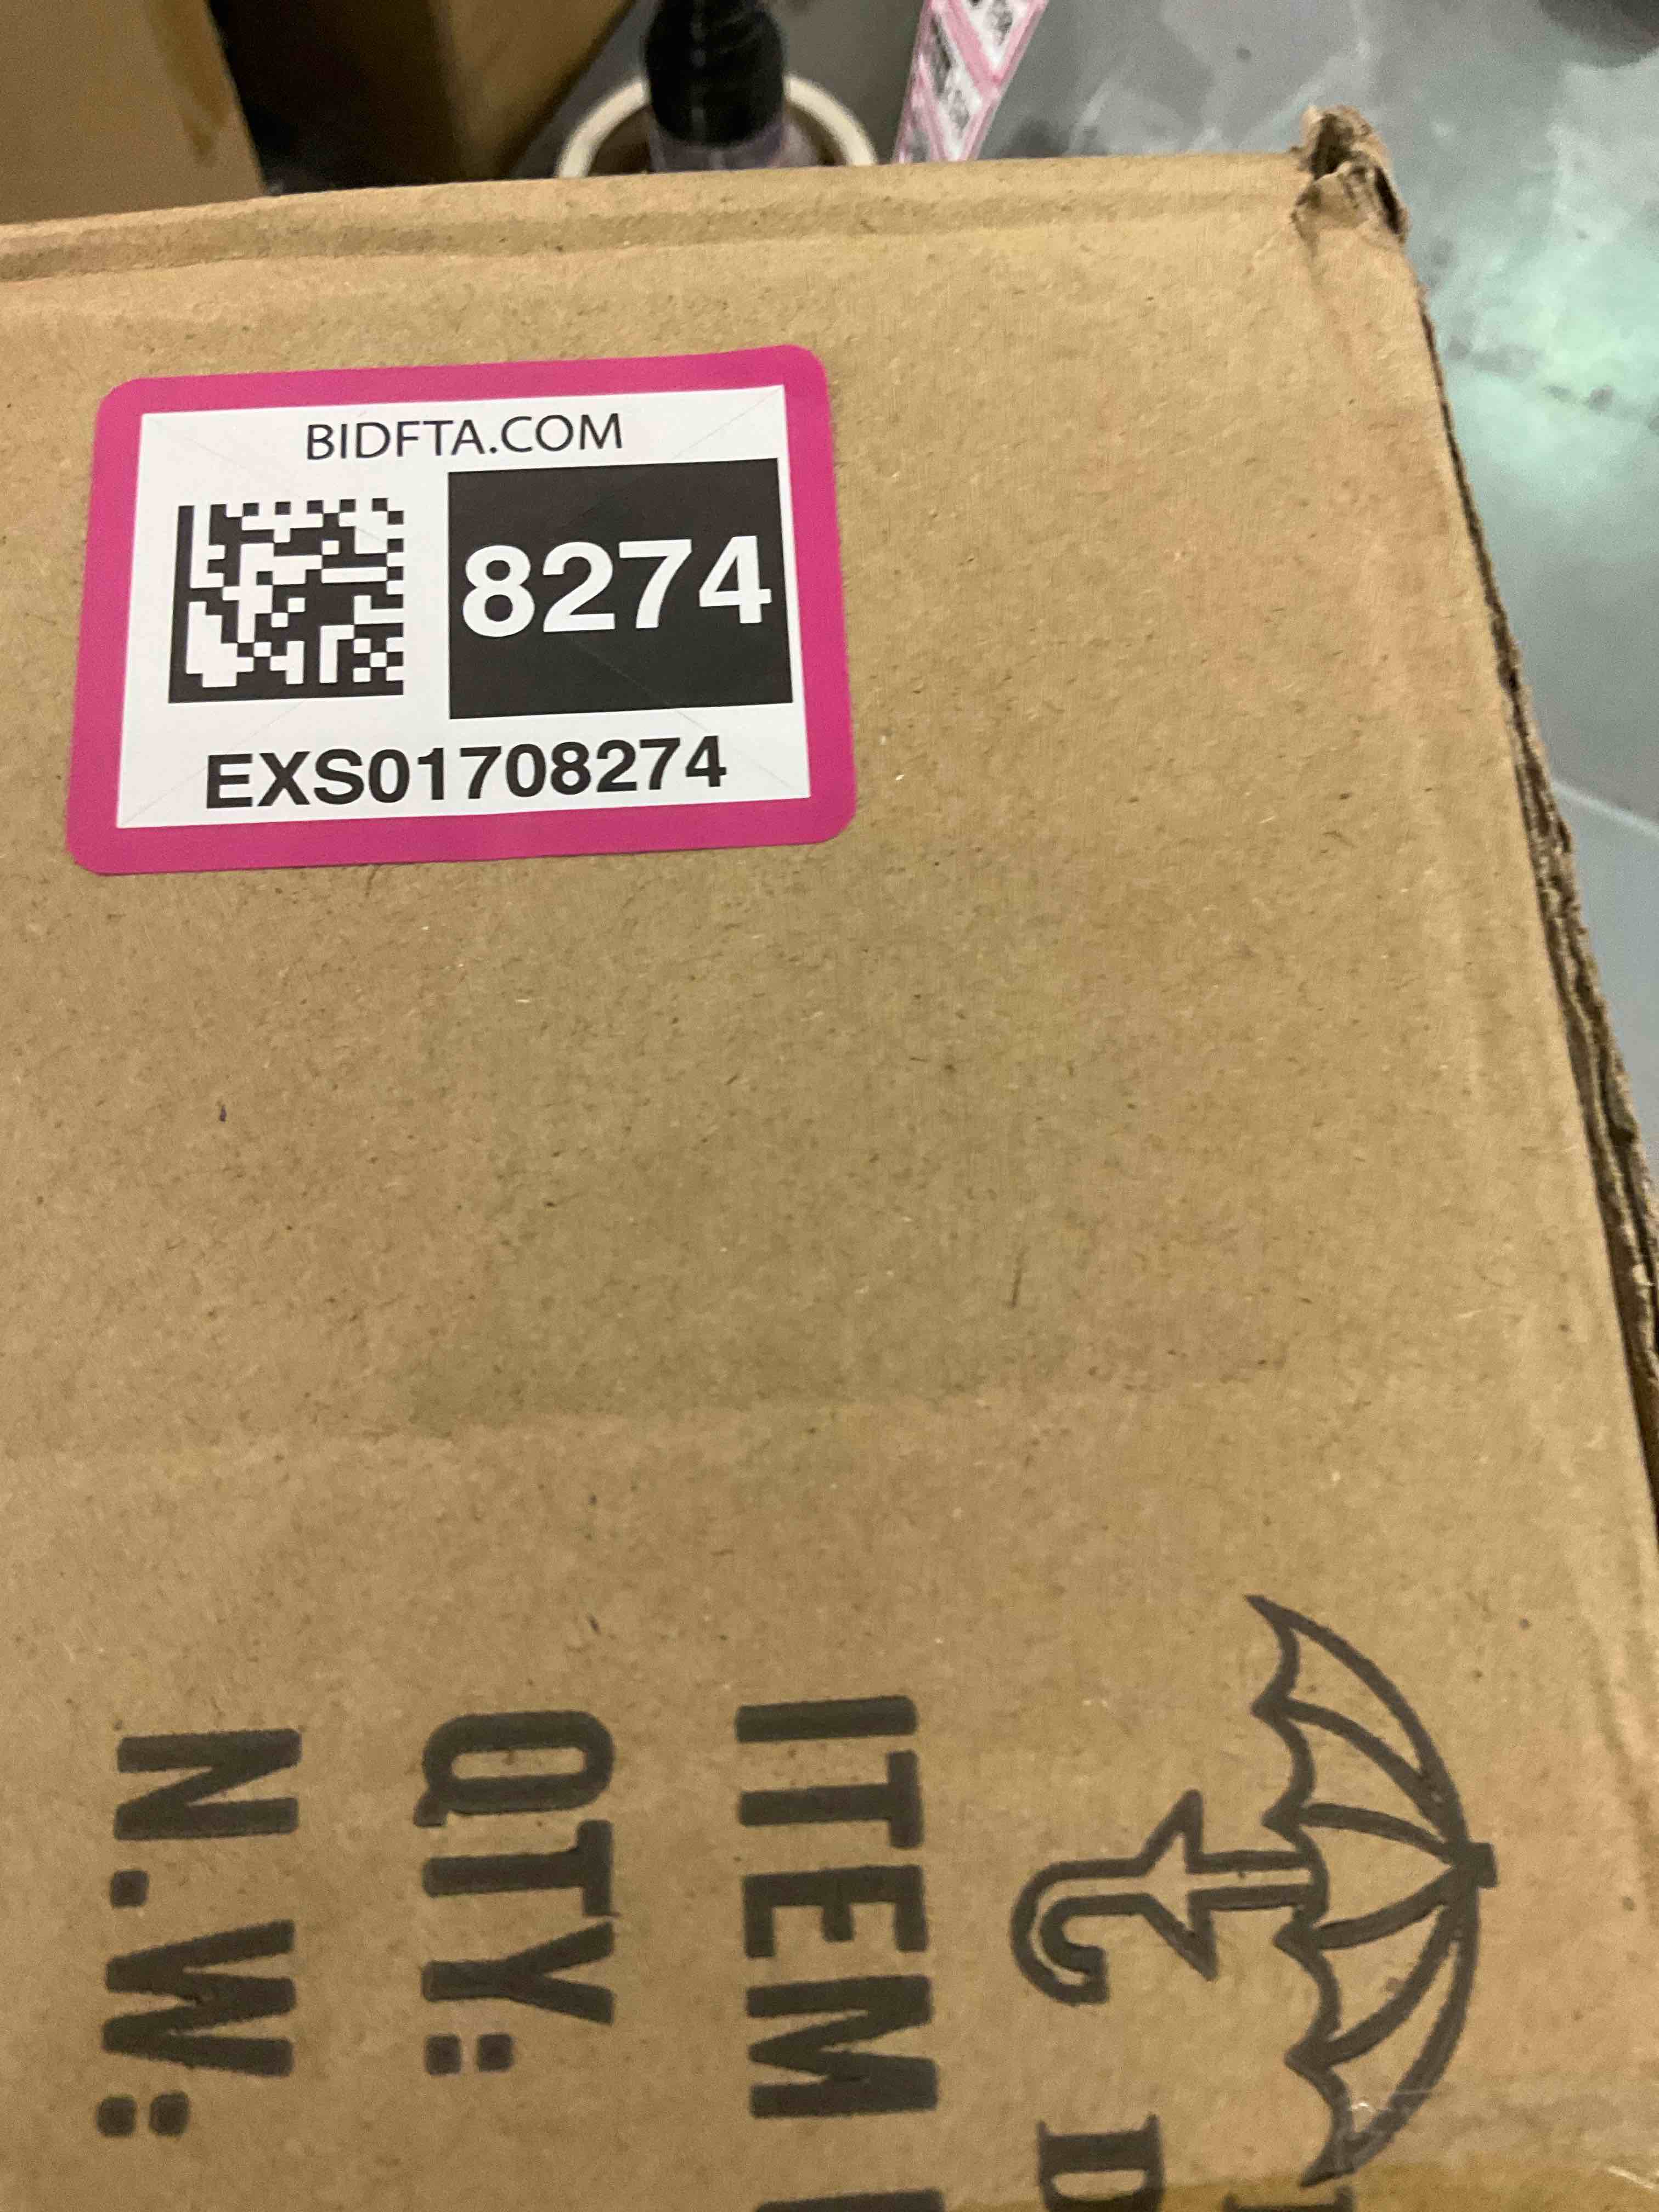 BIDFTA.COM
8274
EXS01708274
ITEM
QTY:
N.W: